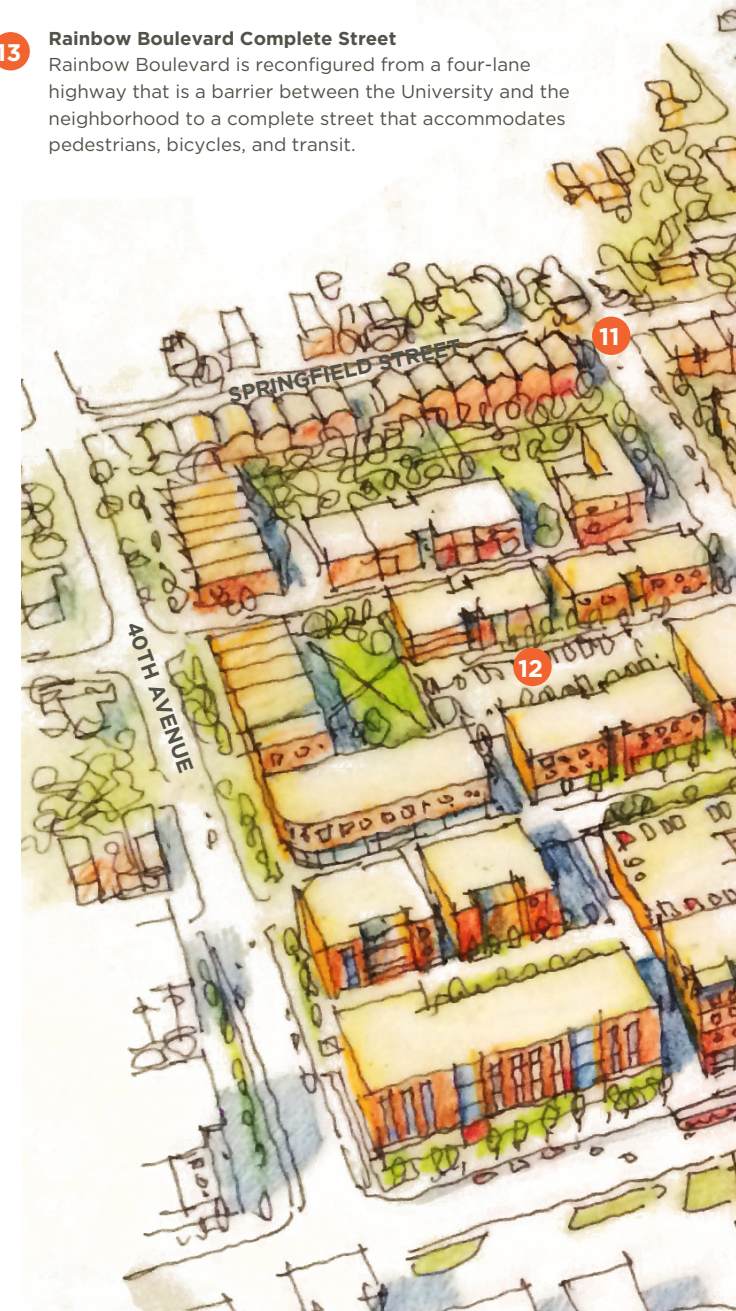 13
Rainbow Boulevard Complete Street
Rainbow Boulevard is reconfigured from a four-lane
highway that is a barrier between the University and the
neighborhood to a complete street that accommodates
pedestrians, bicycles, and transit.
11
SPRINGFIELD STREET
40TH AVENUE
12